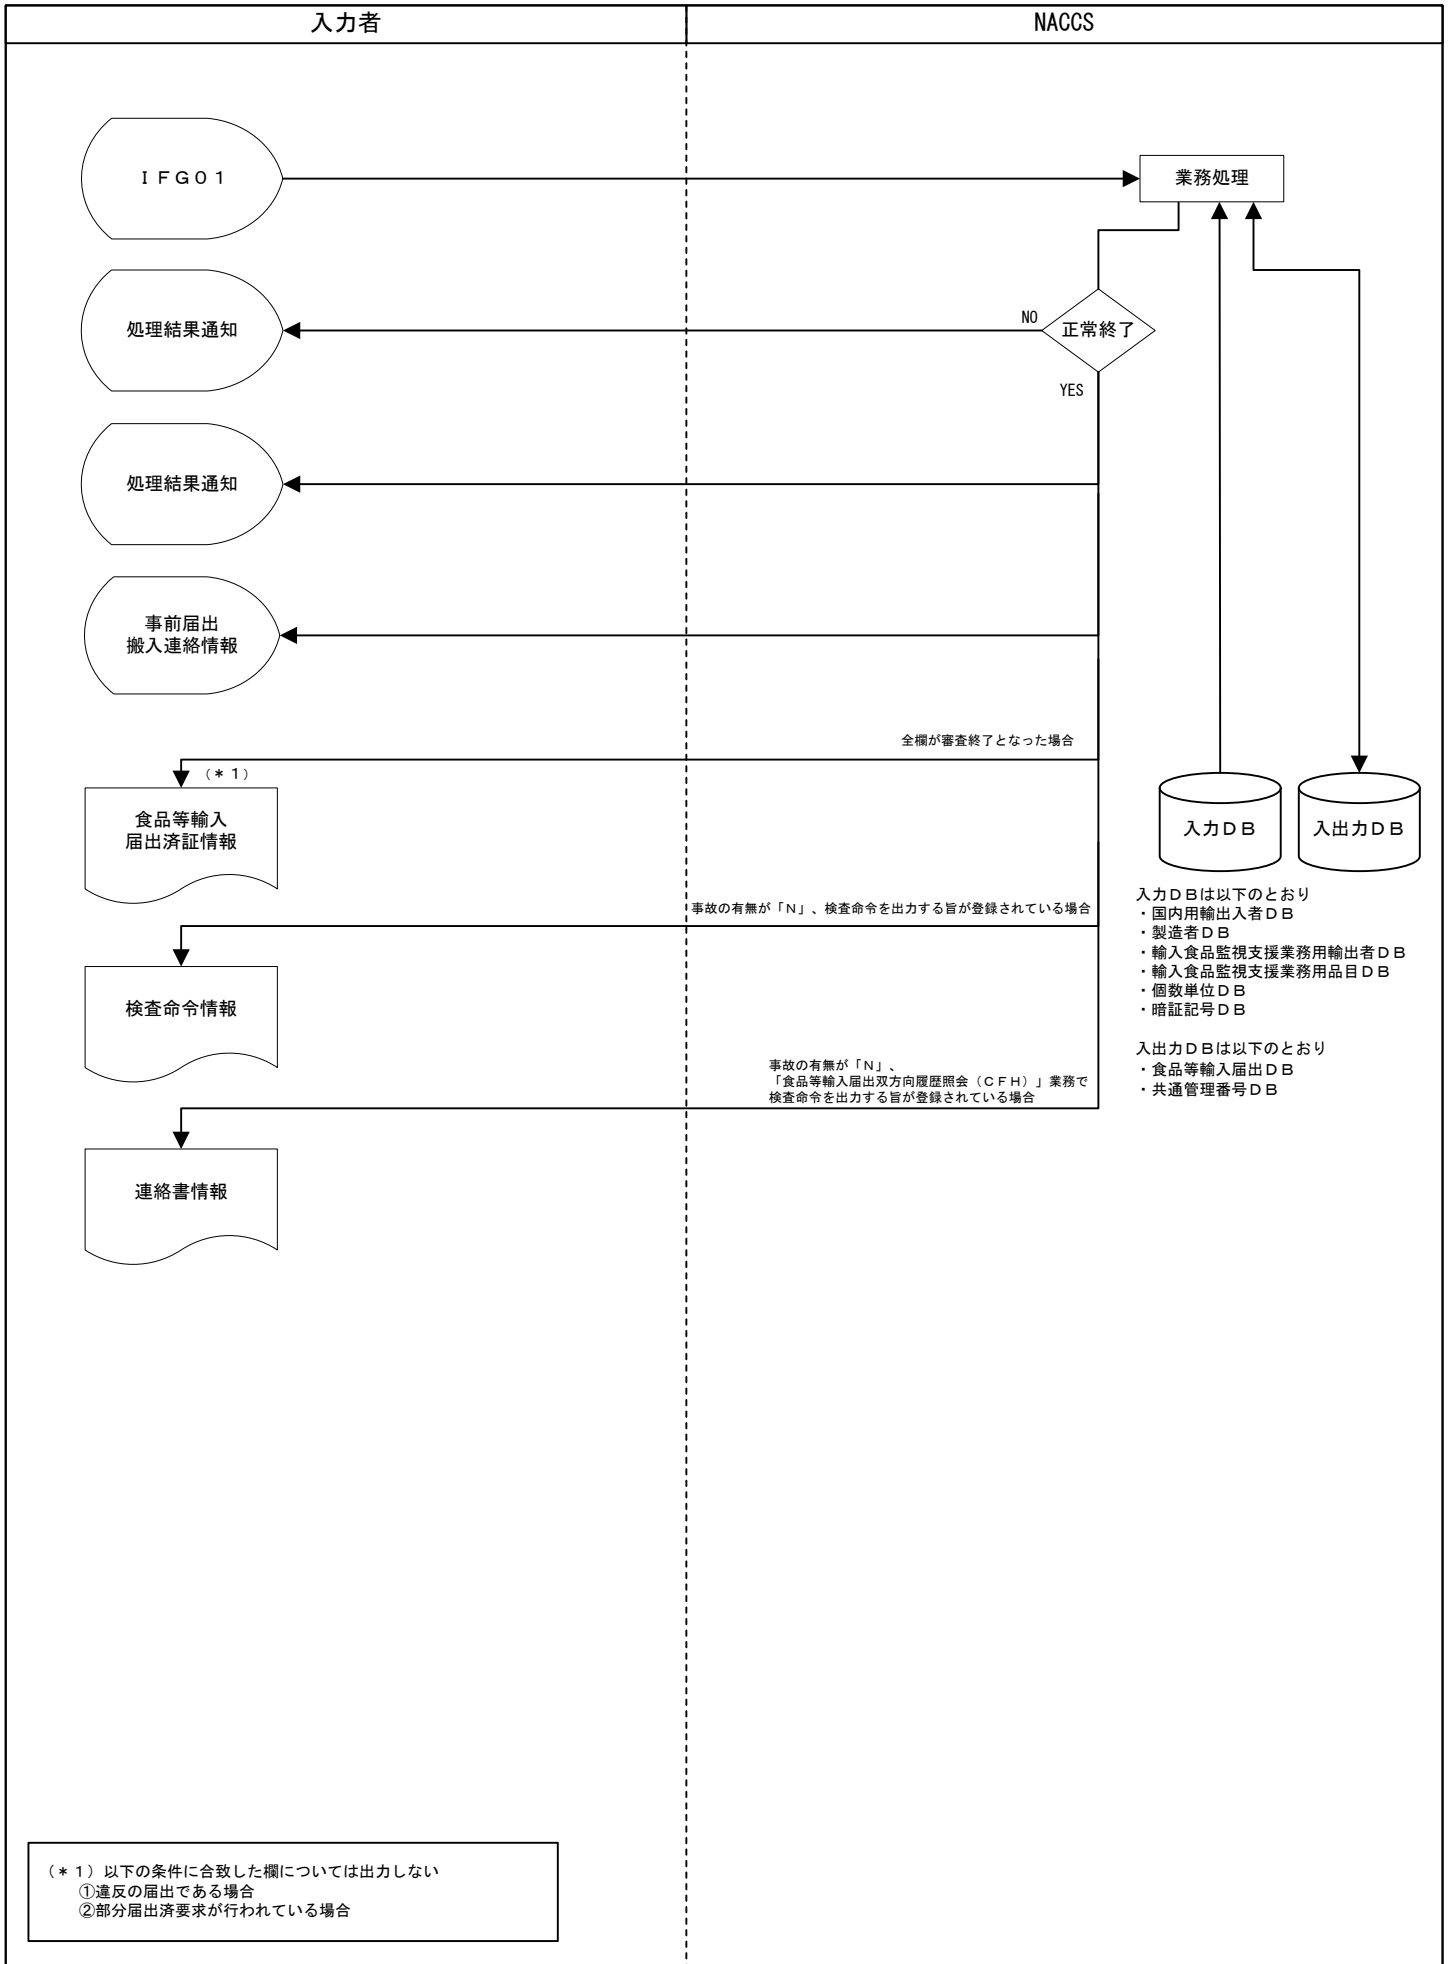 入力者
NACCS
ＩＦＧ０１
業務処理
処理結果通知
NO
正常終了
YES
処理結果通知
事前届出
搬入連絡情報
全欄が審査終了となった場合
（＊１）
食品等輸入
届出済証情報
入力ＤＢ
入出力ＤＢ
入力ＤＢは以下のとおり
・国内用輸出入者ＤＢ
・製造者ＤＢ
・輸入食品監視支援業務用輸出者ＤＢ
・輸入食品監視支援業務用品目ＤＢ
・個数単位ＤＢ
・暗証記号ＤＢ
入出力ＤＢは以下のとおり
・食品等輸入届出ＤＢ
・共通管理番号ＤＢ
事故の有無が「Ｎ」、検査命令を出力する旨が登録されている場合
検査命令情報
事故の有無が「Ｎ」、
「食品等輸入届出双方向履歴照会（ＣＦＨ）」業務で
検査命令を出力する旨が登録されている場合
連絡書情報
（＊１）以下の条件に合致した欄については出力しない
①違反の届出である場合
②部分届出済要求が行われている場合